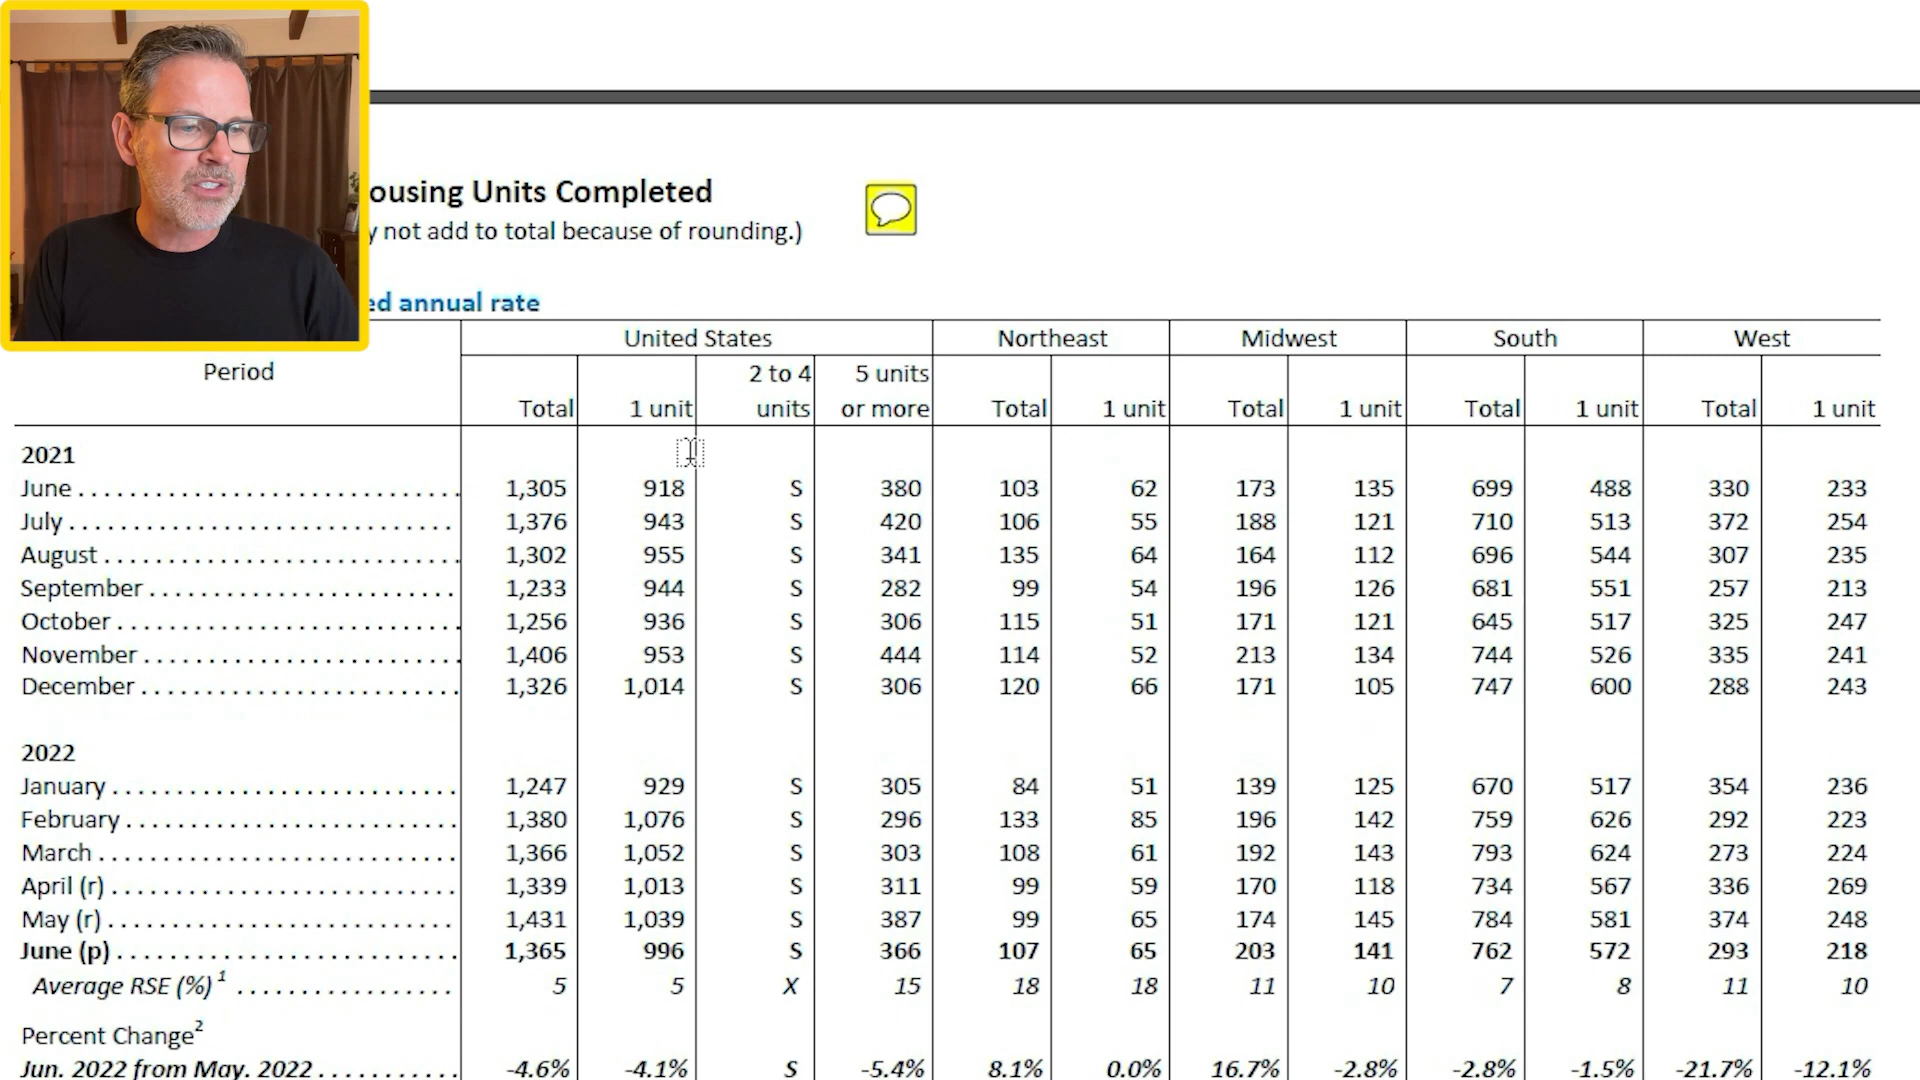 ousing Units Completed
y not add to total because of rounding.)
ed annual rate
United States Northeast Midwest South West
Period Total 1 unit 2 to 4 units 5 units or more Total 1 unit Total 1 unit Total 1 unit Total 1 unit
2021
June 1,305 918 S 380 103 62 173 135 699 488 330 233
July 1,376 943 S 420 106 55 188 121 710 513 372 254
August 1,302 955 S 341 135 64 164 112 696 544 307 235
September 1,233 944 S 282 99 54 196 126 681 551 257 213
October 1,256 936 S 306 115 51 171 121 645 517 325 247
November 1,406 953 S 444 114 52 213 134 744 526 335 241
December 1,326 1,014 S 306 120 66 171 105 747 600 288 243
2022
January 1,247 929 S 305 84 51 139 125 670 517 354 236
February 1,380 1,076 S 296 133 85 196 142 759 626 292 223
March 1,366 1,052 S 303 108 61 192 143 793 624 273 224
April (r) 1,339 1,013 S 311 99 59 170 118 734 567 336 269
May (r) 1,431 1,039 S 387 99 65 174 145 784 581 374 248
June (p) 1,365 996 S 366 107 65 203 141 762 572 293 218
Average RSE (%) 1 5 5 X 15 18 18 11 10 7 8 11 10
Percent Change2
Jun. 2022 from May. 2022 -4.6% -4.1% S -5.4% 8.1% 0.0% 16.7% -2.8% -2.8% -1.5% -21.7% -12.1%